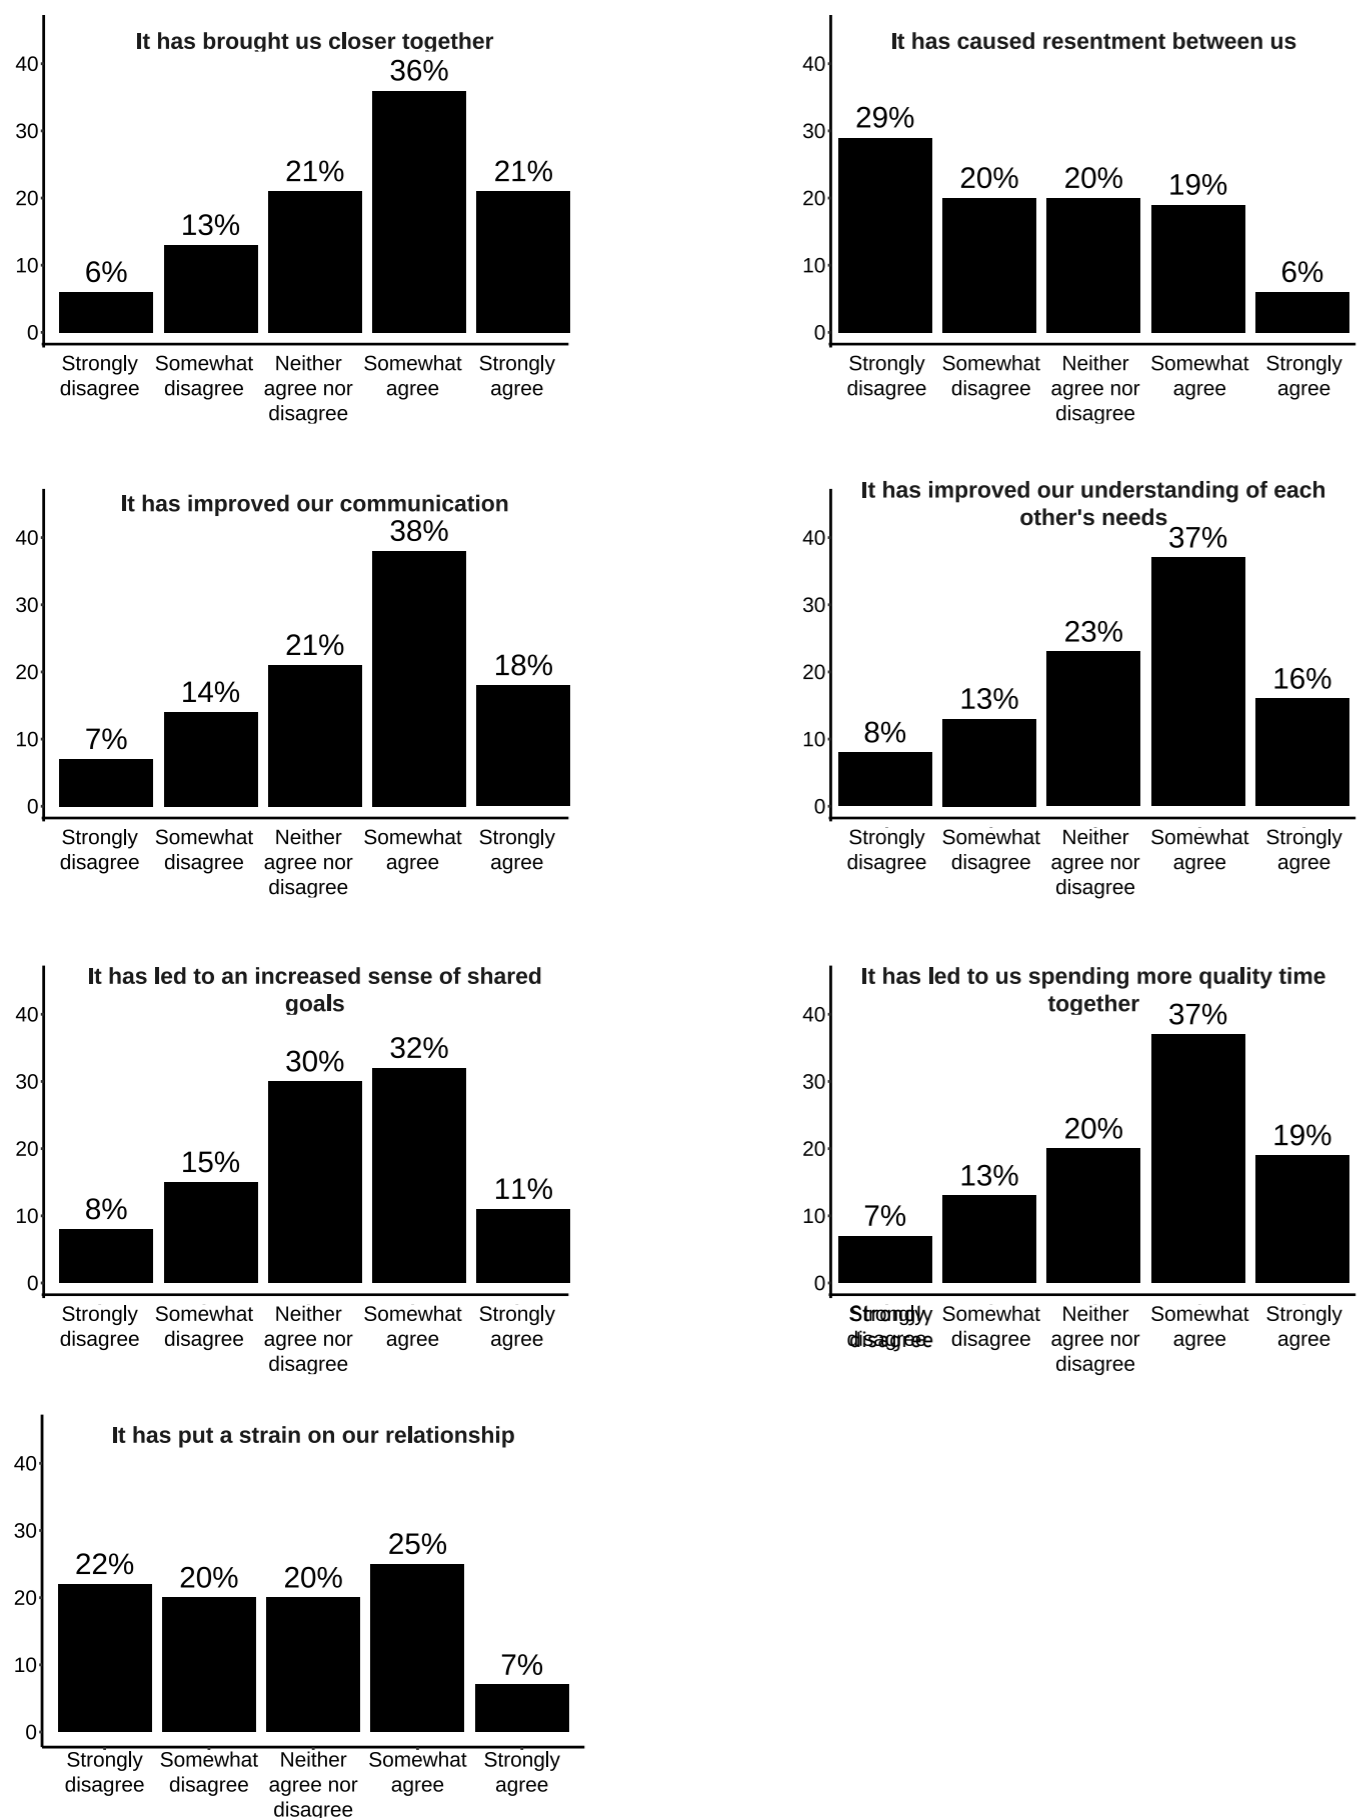 It has brought us closer together
40
30
20
10
0
6%
13%
21%
36%
21%
Strongly Somewhat Neither Somewhat Strongly
disagree disagree agree nor agree agree
disagree
It has caused resentment between us
40
30
20
10
0
29%
20%
20%
19%
6%
Strongly Somewhat Neither Somewhat Strongly
disagree disagree agree nor agree agree
disagree
It has improved our communication
40
30
20
10
0
7%
14%
21%
38%
18%
Strongly Somewhat Neither Somewhat Strongly
disagree disagree agree nor agree agree
disagree
It has improved our understanding of each
other's needs
40
30
20
10
0
8%
13%
23%
37%
16%
Strongly Somewhat Neither Somewhat Strongly
disagree disagree agree nor agree agree
disagree
It has led to an increased sense of shared
goals
40
30
20
10
0
8%
15%
30%
32%
11%
Strongly Somewhat Neither Somewhat Strongly
disagree disagree agree nor agree agree
disagree
It has led to us spending more quality time
together
40
30
20
10
0
7%
13%
20%
37%
19%
Strongly Somewhat Neither Somewhat Strongly
disagree disagree agree nor agree agree
disagree
It has put a strain on our relationship
40
30
20
10
0
22%
20%
20%
25%
7%
Strongly Somewhat Neither Somewhat Strongly
disagree disagree agree nor agree agree
disagree